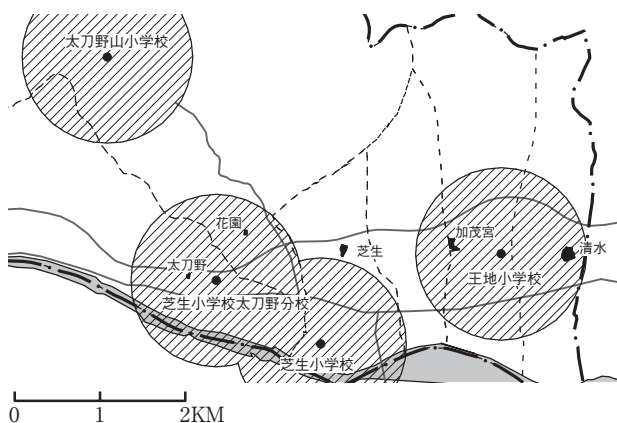 太刀野山小学校
花園
太刀野
芝生小学校太刀野分校
芝生
加茂宮
清水
王地小学校
芝生小学校
0 1 2KM